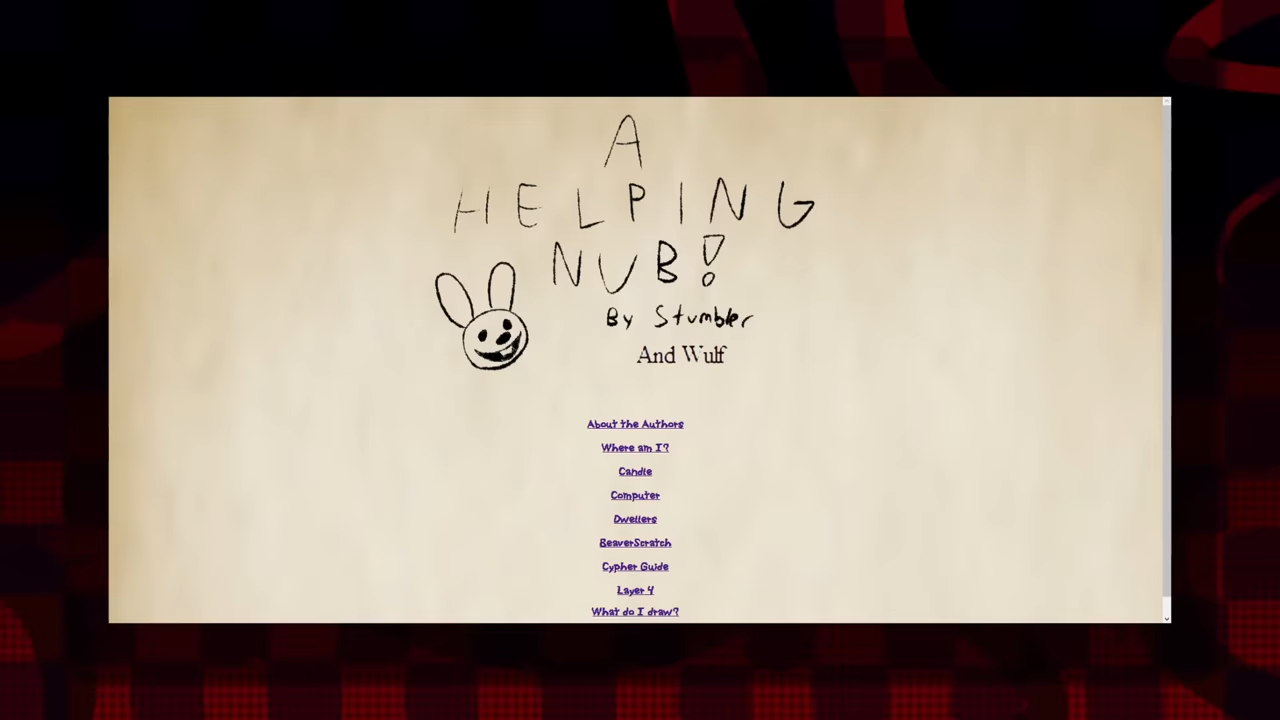 A
HELPING
NUB!
By Stumbler
And Wulf
About the Authors
Where am I?
Candle
Computer
Dwellers
BeaverScratch
Cypher Guide
Layer 4
What do I draw?